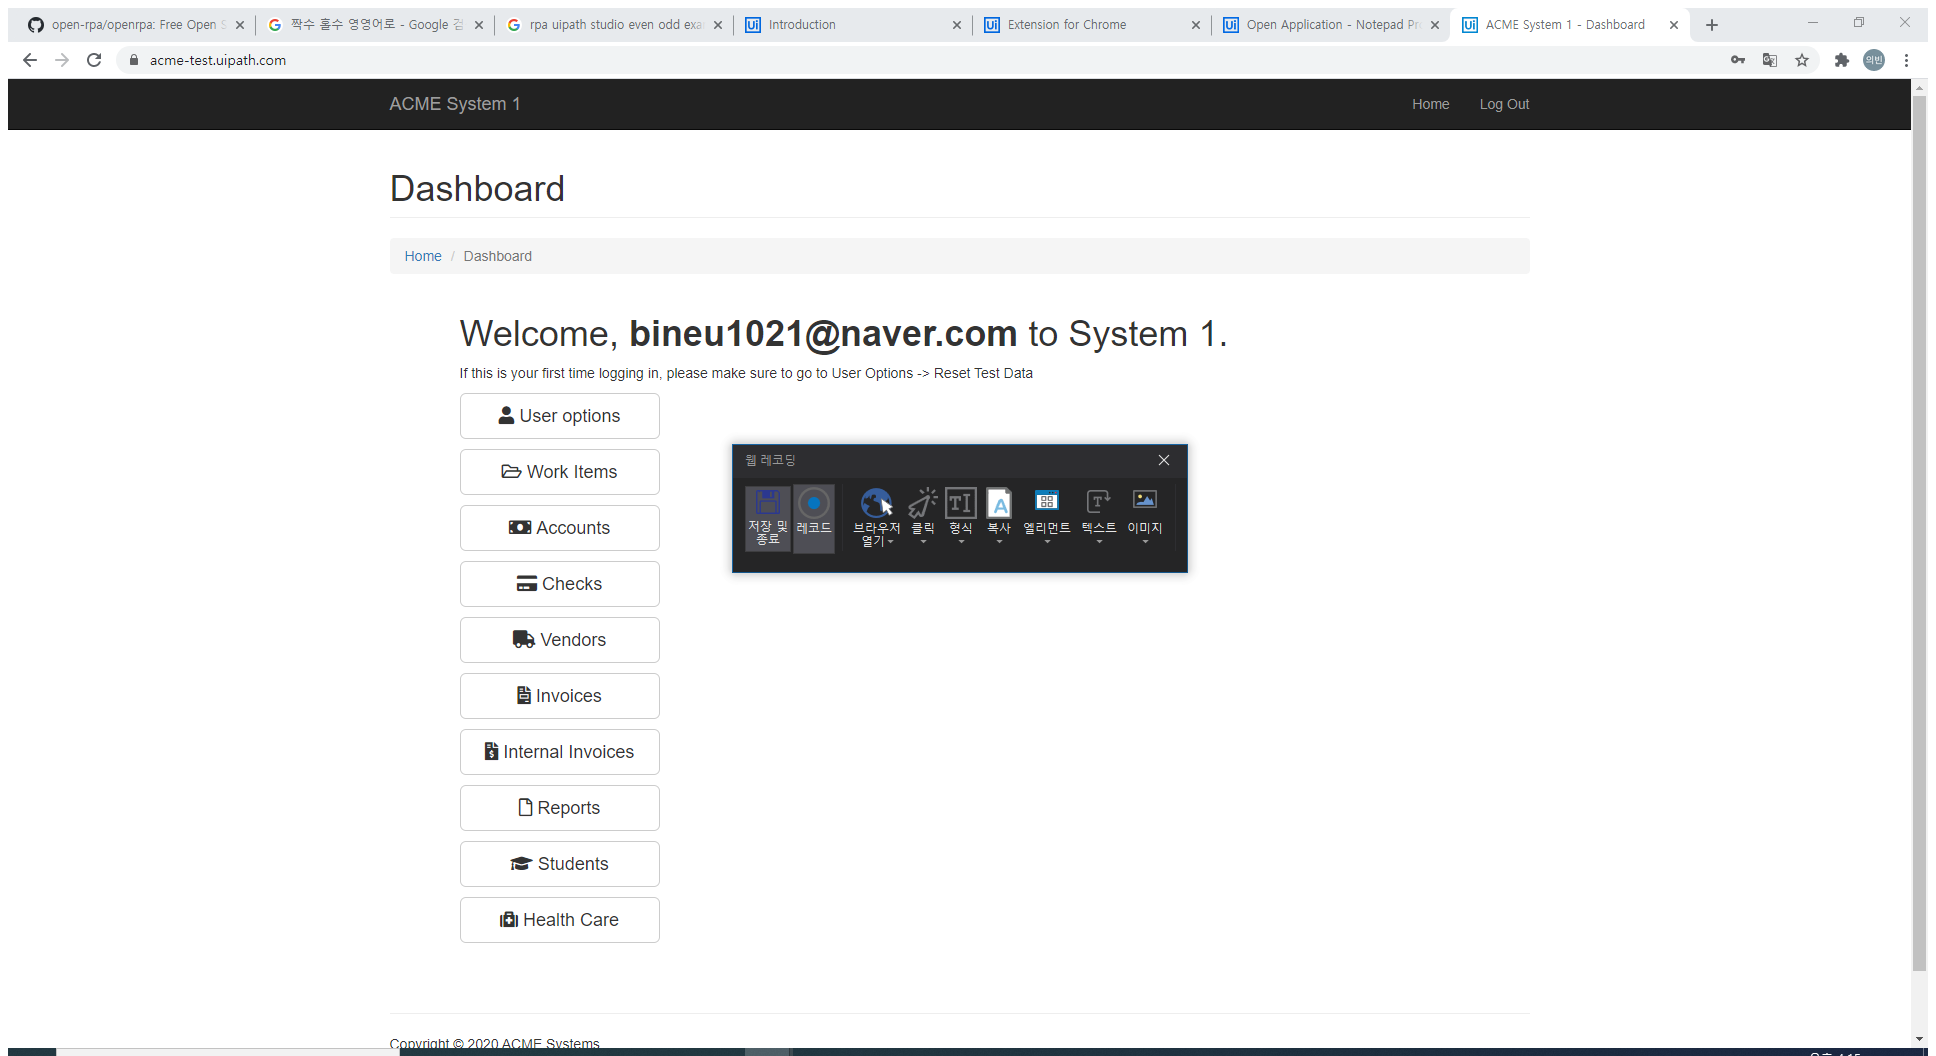 open-rpa/openrpa: Free Open S
짝수 홀수 영영어로 - Google 검
rpa uipath studio even odd exa
Introduction
Extension for Chrome
Open Application - Notepad Pro
ACME System 1 - Dashboard
acme-test.uipath.com
의빈
ACME System 1
Home
Log Out
Dashboard
Home / Dashboard
Welcome, bineu1021@naver.com to System 1.
If this is your first time logging in, please make sure to go to User Options -> Reset Test Data
User options
Work Items
Accounts
Checks
Vendors
Invoices
Internal Invoices
Reports
Students
Health Care
웹 레코딩
저장 및
종료
레코드
브라우저
열기
클릭
형식
복사
엘리먼트
텍스트
이미지
Copyright © 2020 ACME Systems